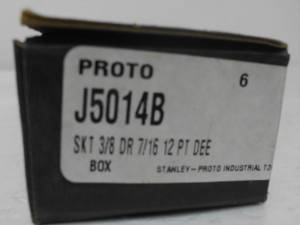 PROTO 6
J5014B
SKT 3/8 DR 7/16 12 PT DEE
BOX STANLEY-PROTO INDUSTRIAL